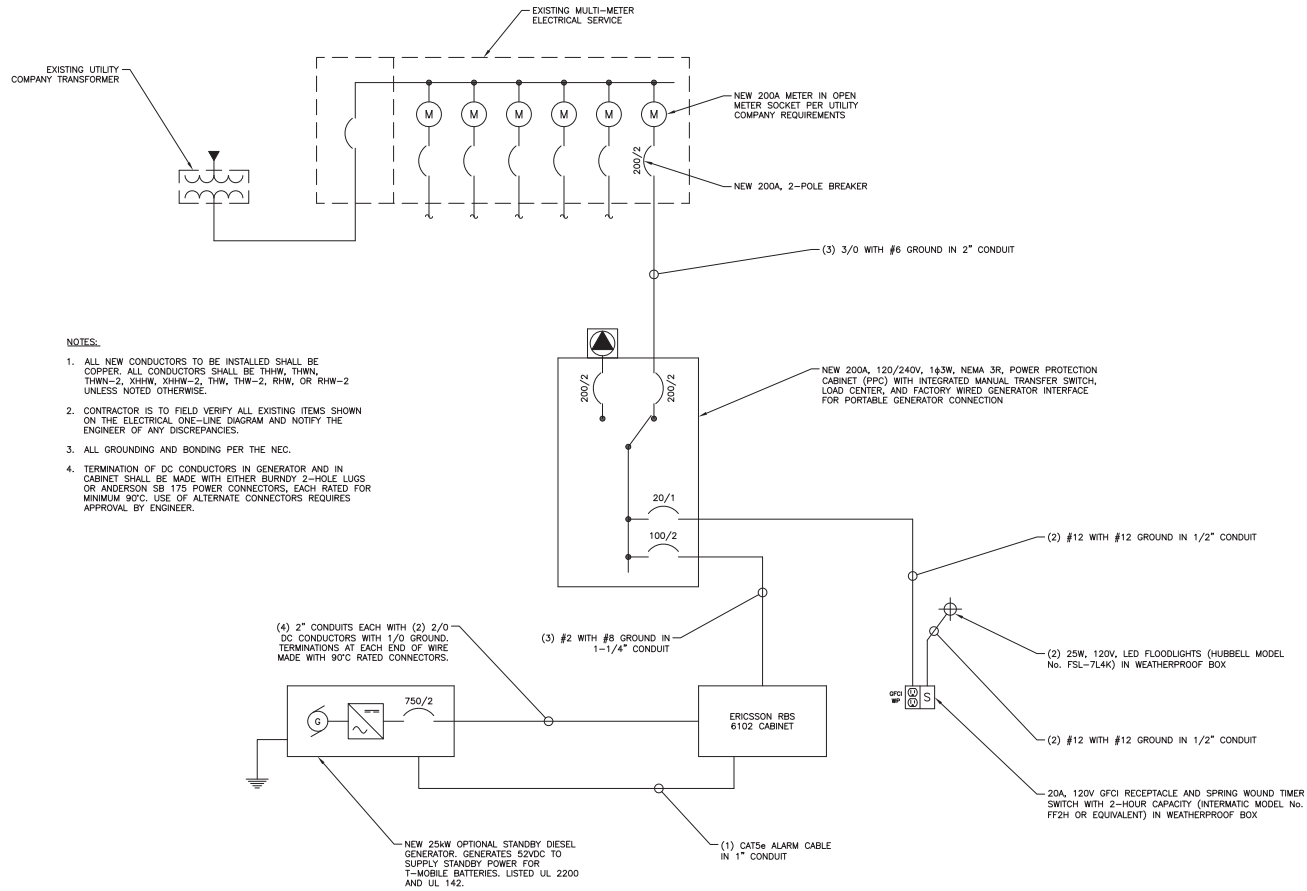 EXISTING MULTI-METER
ELECTRICAL SERVICE
EXISTING UTILITY
COMPANY TRANSFORMER
M
M
M
M
M
M
NEW 200A METER IN OPEN
METER SOCKET PER UTILITY
COMPANY REQUIREMENTS
200/2
NEW 200A, 2-POLE BREAKER
(3) 3/0 WITH #6 GROUND IN 2" CONDUIT
NOTES:
1. ALL NEW CONDUCTORS TO BE INSTALLED SHALL BE
COPPER. ALL CONDUCTORS SHALL BE THHW, THWN,
THWN-2, XHHW, XHHW-2, THW, THW-2, RHW, OR RHW-2
UNLESS NOTED OTHERWISE.
2. CONTRACTOR IS TO FIELD VERIFY ALL EXISTING ITEMS SHOWN
ON THE ELECTRICAL ONE-LINE DIAGRAM AND NOTIFY THE
ENGINEER OF ANY DISCREPANCIES.
3. ALL GROUNDING AND BONDING PER THE NEC.
4. TERMINATION OF DC CONDUCTORS IN GENERATOR AND IN
CABINET SHALL BE MADE WITH EITHER BURNDY 2-HOLE LUGS
OR ANDERSON SB 175 POWER CONNECTORS, EACH RATED FOR
MINIMUM 90°C. USE OF ALTERNATE CONNECTORS REQUIRES
APPROVAL BY ENGINEER.
200/2
200/2
NEW 200A, 120/240V, 1ϕ3W, NEMA 3R, POWER PROTECTION
CABINET (PPC) WITH INTEGRATED MANUAL TRANSFER SWITCH,
LOAD CENTER, AND FACTORY WIRED GENERATOR INTERFACE
FOR PORTABLE GENERATOR CONNECTION
20/1
100/2
(2) #12 WITH #12 GROUND IN 1/2" CONDUIT
(3) #2 WITH #8 GROUND IN
1-1/4" CONDUIT
(4) 2" CONDUITS EACH WITH (2) 2/0
DC CONDUCTORS WITH 1/0 GROUND.
TERMINATIONS AT EACH END OF WIRE
MADE WITH 90°C RATED CONNECTORS.
(2) 25W, 120V, LED FLOODLIGHTS (HUBBELL MODEL
No. FSL-7L4K) IN WEATHERPROOF BOX
GFCI
WP
S
G
750/2
ERICSSON RBS
6102 CABINET
(2) #12 WITH #12 GROUND IN 1/2" CONDUIT
20A, 120V GFCI RECEPTACLE AND SPRING WOUND TIMER
SWITCH WITH 2-HOUR CAPACITY (INTERMATIC MODEL No.
FF2H OR EQUIVALENT) IN WEATHERPROOF BOX
NEW 25kW OPTIONAL STANDBY DIESEL
GENERATOR. GENERATES 52VDC TO
SUPPLY STANDBY POWER FOR
T-MOBILE BATTERIES. LISTED UL 2200
AND UL 142.
(1) CAT5e ALARM CABLE
IN 1" CONDUIT